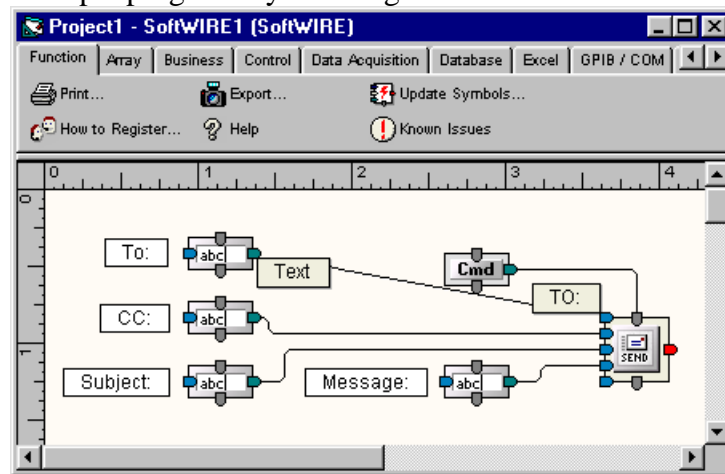 Project1 - SoftWIRE1 (SoftWIRE)
Function Array Business Control Data Acquisition Database Excel GPIB / COM
Print... Export... Update Symbols...
How to Register... Help Known Issues
0 1 2 3 4
0
To: abc Text Cmd TO:
CC: abc
1
SEND
Subject: abc Message: abc